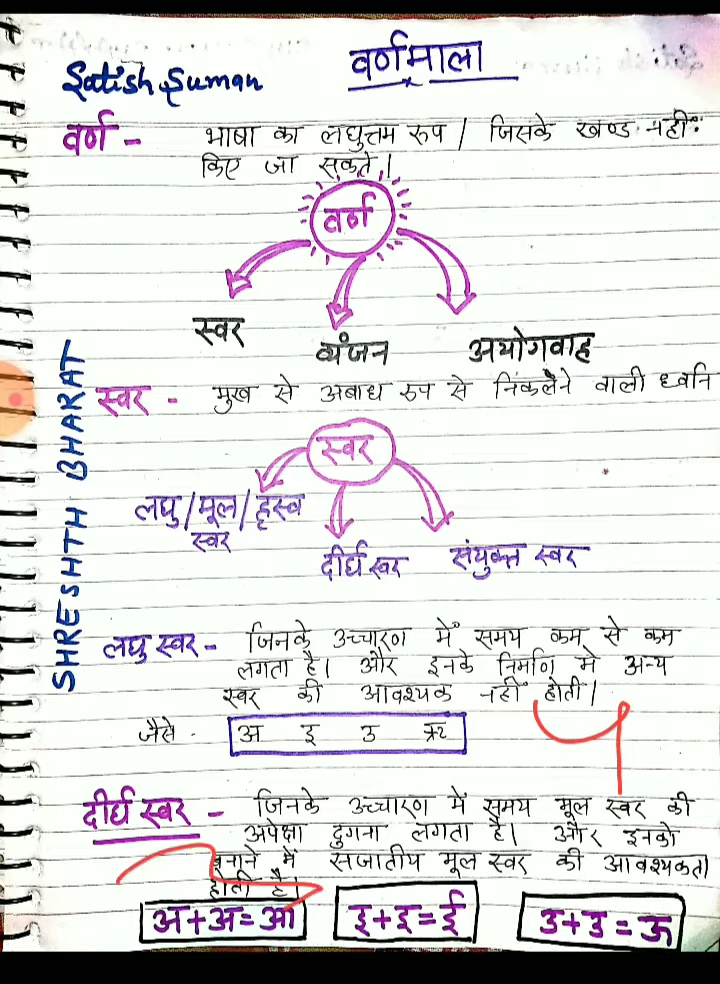 वर्णमाला
Satish Suman
वर्ण - भाषा का लघुत्तम रूप / जिसके खण्ड नहीं
किए जा सकते।
वर्ण
स्वर
व्यंजन
अयोगवाह
SHRESHTH BHARAT
स्वर - मुख से अबाध रूप से निकलने वाली ध्वनि
स्वर
लघु/मूल/हृस्व
स्वर
दीर्घ स्वर
संयुक्त स्वर
लघु स्वर - जिनके उच्चारण में समय कम से कम
लगता है। और इनके निर्माण मे अन्य
स्वर की आवश्यक नहीं होती।
जैसे - अ इ उ ऋ
दीर्घ स्वर - जिनके उच्चारण में समय मूल स्वर की
अपेक्षा दुगना लगता है। और इनको
बनाने में सजातीय मूल स्वर की आवश्यकता
होती है।
अ+अ=आ
इ+इ=ई
उ+उ=ऊ